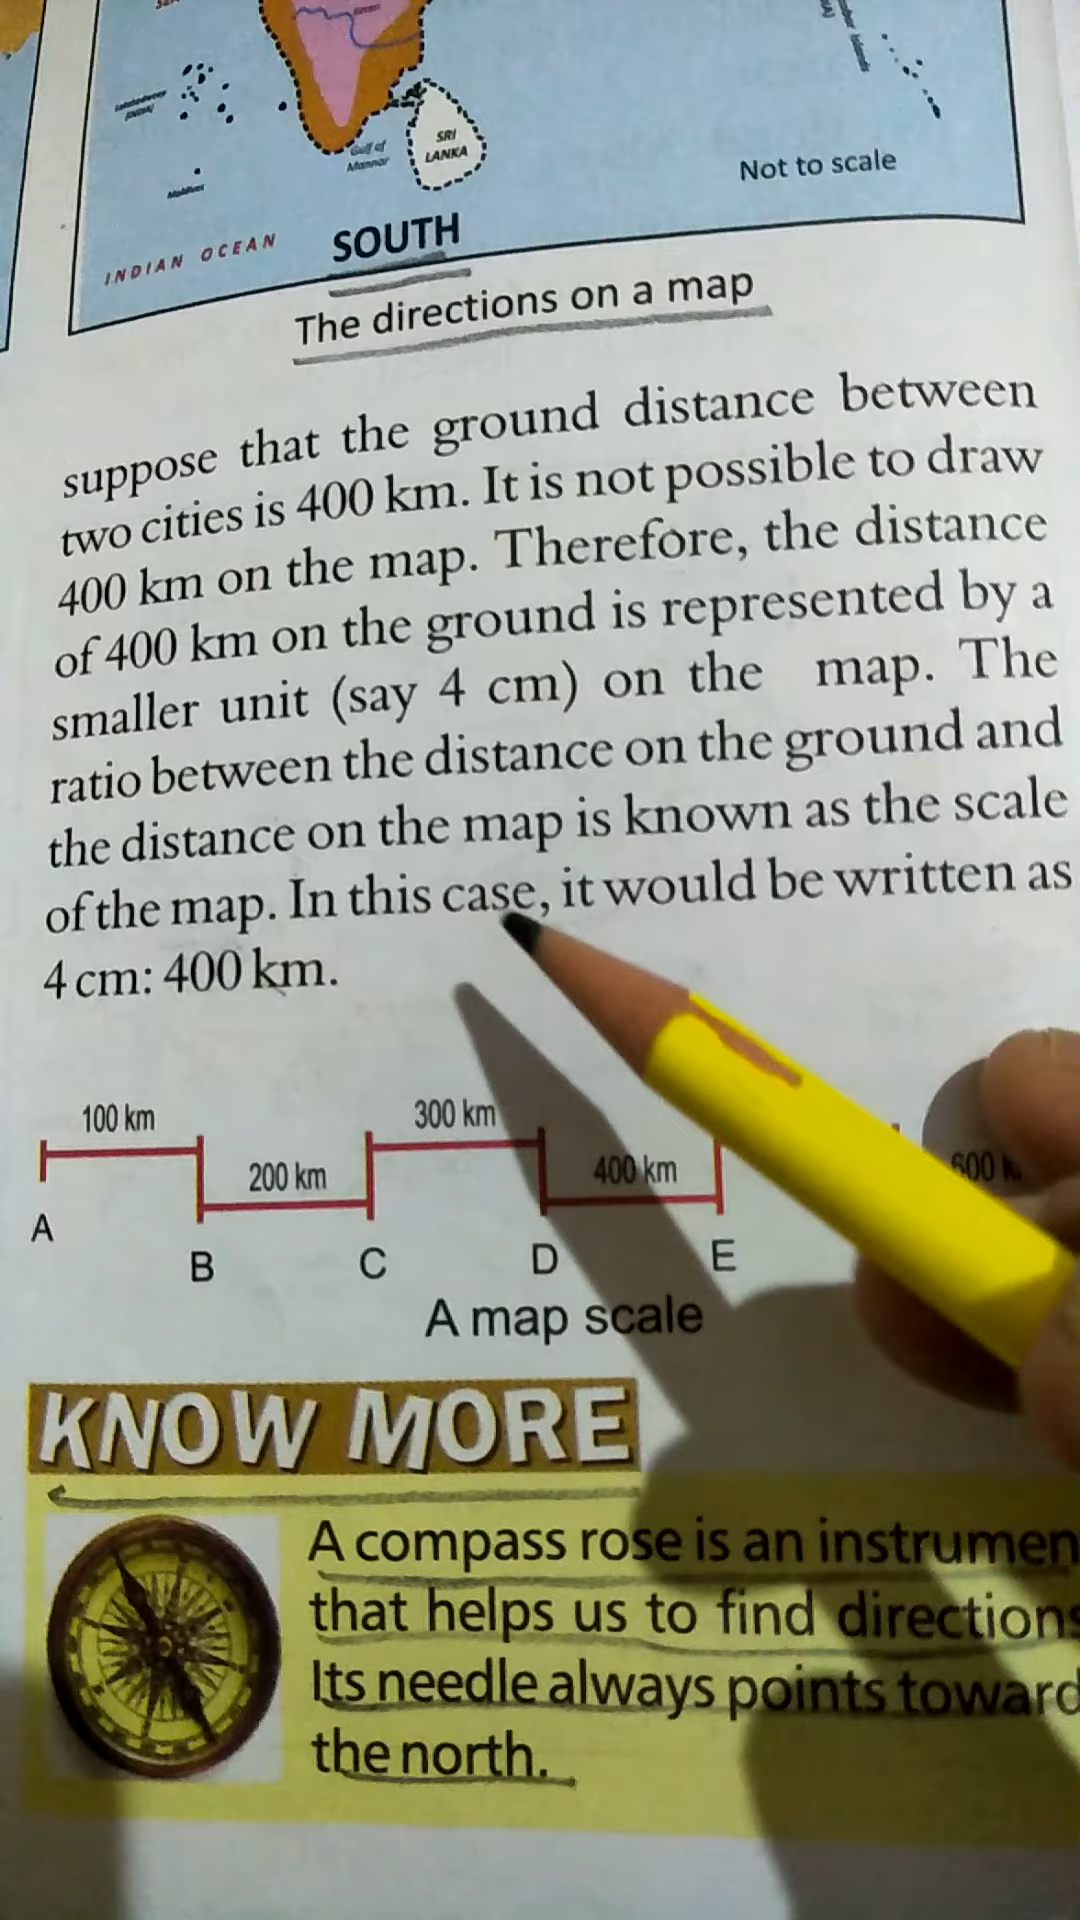 SRI
LANKA
Gulf of
Mannar
Maldives
Not to scale
INDIAN OCEAN
SOUTH
The directions on a map
suppose that the ground distance between
two cities is 400 km. It is not possible to draw
400 km on the map. Therefore, the distance
of 400 km on the ground is represented by a
smaller unit (say 4 cm) on the map. The
ratio between the distance on the ground and
the distance on the map is known as the scale
of the map. In this case, it would be written as
4 cm: 400 km.
100 km
300 km
200 km
400 km
600
A
B
C
D
E
A map scale
KNOW MORE
A compass rose is an instrumen
that helps us to find directions
Its needle always points toward
the north.